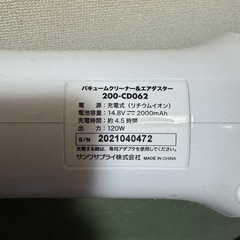 バキュームクリーナー&エアダスター
200-CD062
電源：充電式（リチウムイオン）
電池容量：14.8V⎓2000mAh
充電時間：約4.5時間
出力：120W
S/N 2021040472
充電する時は、専用アダプタを使用してください。
サンワサプライ株式会社 MADE IN CHINA